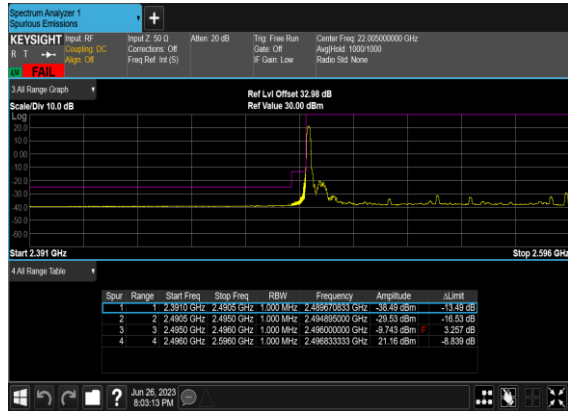 Spectrum Analyzer 1
Spurious Emissions
KEYSIGHT Input: RF Input Z: 50 Ω Atten: 20 dB Trig: Free Run Center Freq: 22.005000000 GHz
R T Coupling: DC Corrections: Off Gate: Off Avg|Hold: 1000/1000
Align: Off Freq Ref: Int (S) IF Gain: Low Radio Std: None
FAIL
3 All Range Graph
Ref Lvl Offset 32.98 dB
Scale/Div 10.0 dB Ref Value 30.00 dBm
Log
20.0
10.0
0.00
-10.0
-20.0
-30.0
-40.0
-50.0
-60.0
Start 2.391 GHz Stop 2.596 GHz
4 All Range Table
Spur Range Start Freq Stop Freq RBW Frequency Amplitude ΔLimit
1 1 2.3910 GHz 2.4905 GHz 1.000 MHz 2.489670833 GHz -38.49 dBm -13.49 dB
2 2 2.4905 GHz 2.4950 GHz 1.000 MHz 2.494895000 GHz -29.53 dBm -16.53 dB
3 3 2.4950 GHz 2.4960 GHz 1.000 MHz 2.496000000 GHz -9.743 dBm F 3.257 dB
4 4 2.4960 GHz 2.5960 GHz 1.000 MHz 2.496833333 GHz 21.16 dBm -8.839 dB
Jun 26, 2023
8:03:13 PM